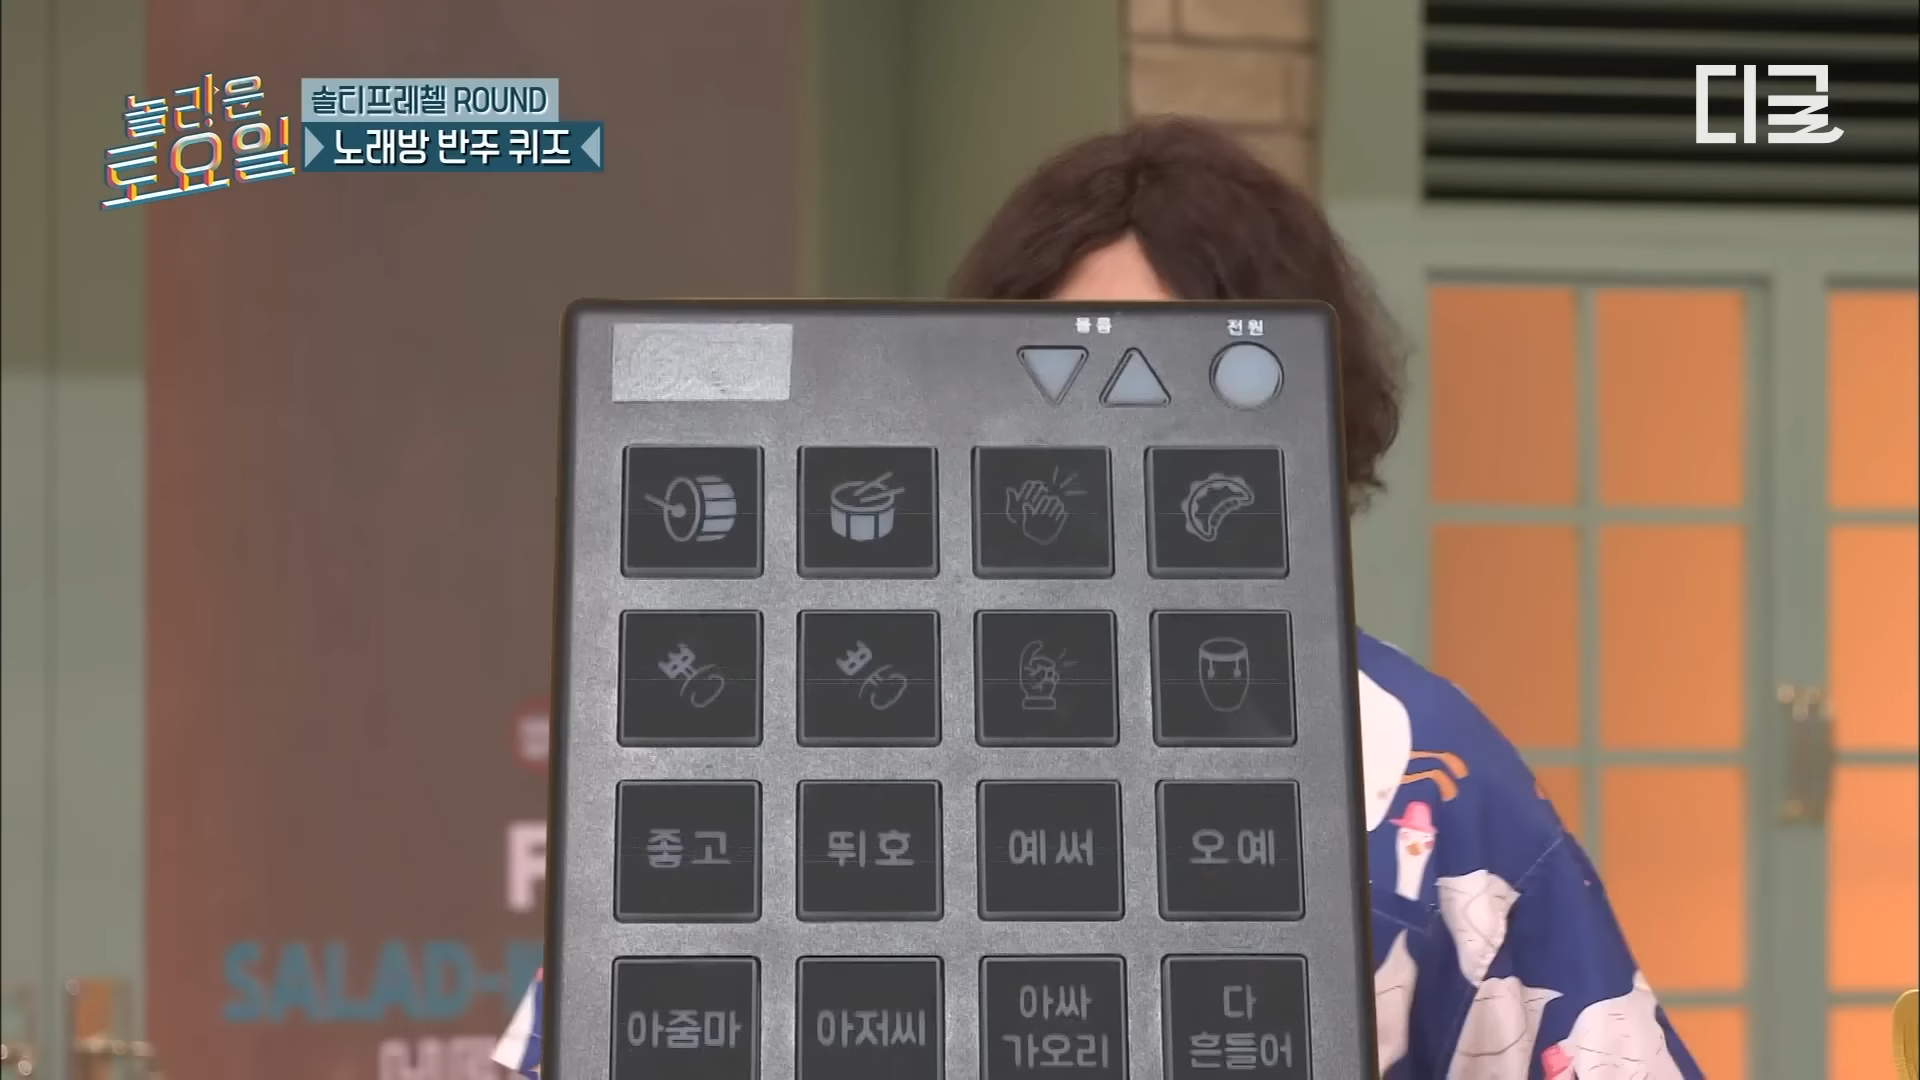 놀라운
토요일
솔티프레첼 ROUND
노래방 반주 퀴즈
디글
볼륨
전원
좋고
뛰호
예써
오예
아줌마
아저씨
아싸
가오리
다
흔들어
SALAD-